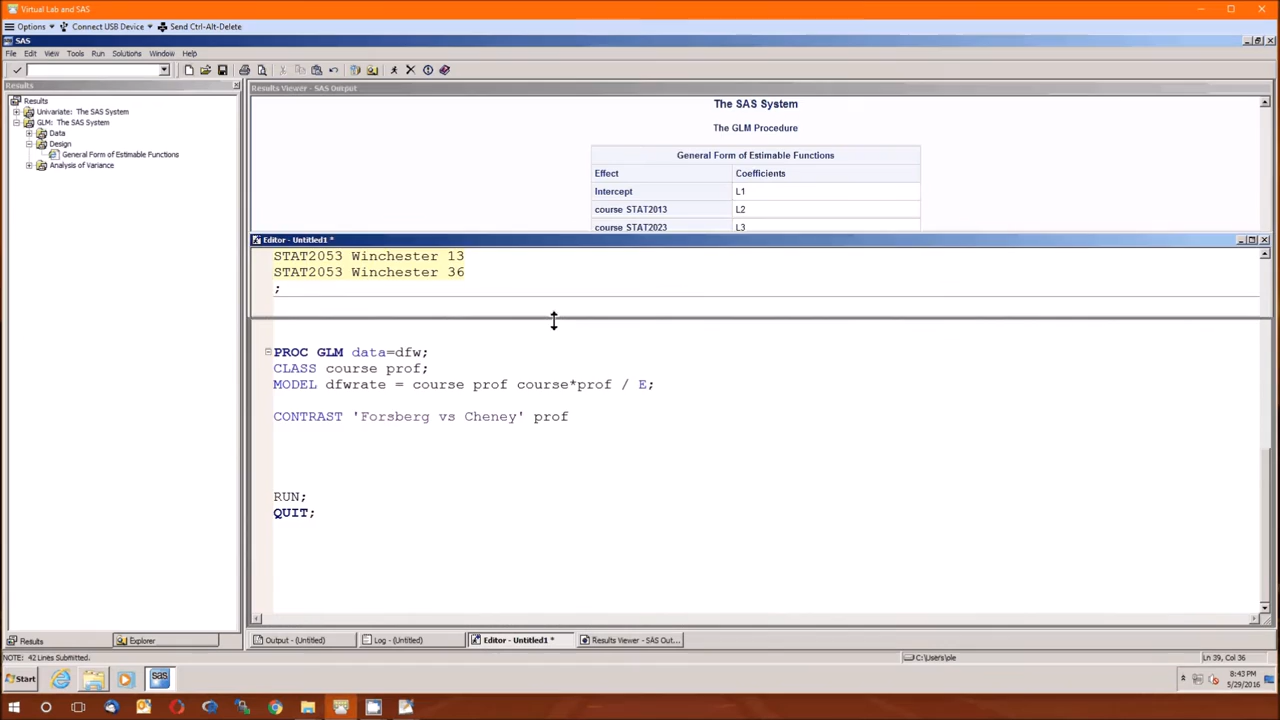 Virtual Lab and SAS
Options Connect USB Device Send Ctrl-Alt-Delete
SAS
File Edit View Tools Run Solutions Window Help
Results
Results
Univariate: The SAS System
GLM: The SAS System
Data
Design
General Form of Estimable Functions
Analysis of Variance
Results Viewer - SAS Output
The SAS System
The GLM Procedure
General Form of Estimable Functions
Effect Coefficients
Intercept L1
course STAT2013 L2
course STAT2023 L3
Editor - Untitled1 *
STAT2053 Winchester 13
STAT2053 Winchester 36
;
PROC GLM data=dfw;
CLASS course prof;
MODEL dfwrate = course prof course*prof / E;
CONTRAST 'Forsberg vs Cheney' prof
RUN;
QUIT;
Results Explorer
Output - (Untitled) Log - (Untitled) Editor - Untitled1 * Results Viewer - SAS Out...
NOTE: 42 Lines Submitted. C:\Users\ple Ln 39, Col 36
Start
8:43 PM
5/29/2016